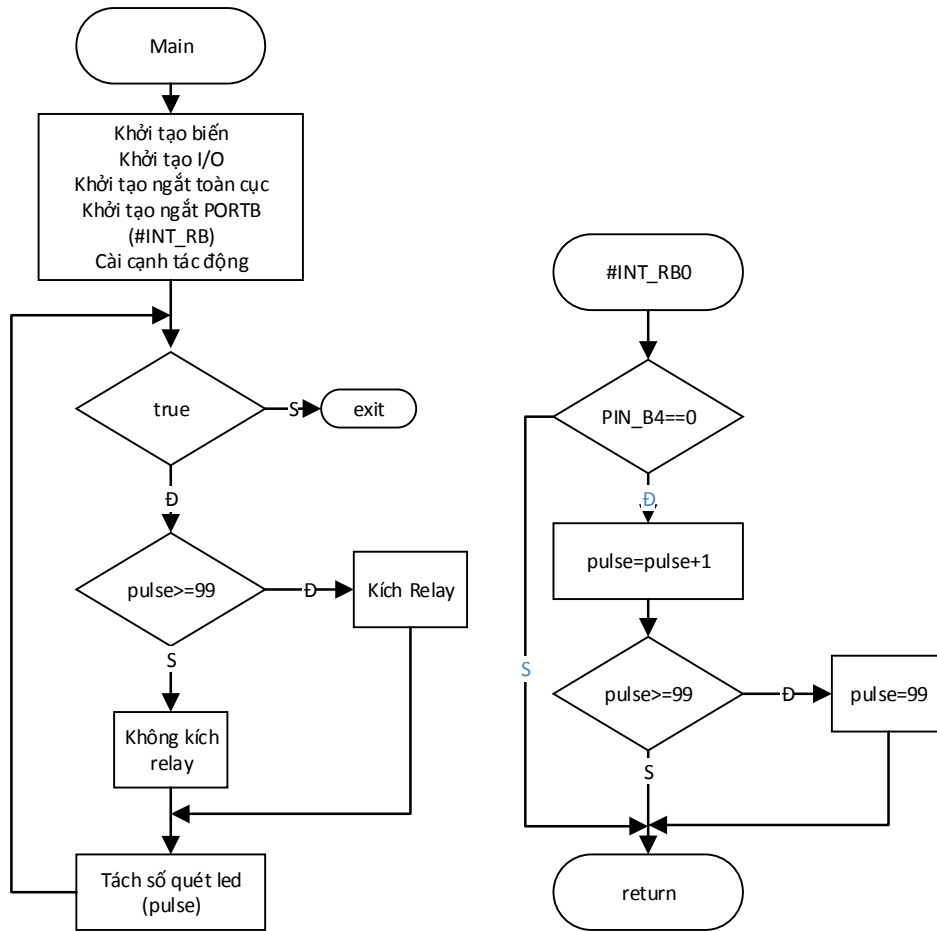 Main
Khởi tạo biến
Khởi tạo I/O
Khởi tạo ngắt toàn cục
Khởi tạo ngắt PORTB
(#INT_RB)
Cài cạnh tác động
true
S
exit
Đ
pulse>=99
Đ
Kích Relay
S
Không kích
relay
Tách số quét led
(pulse)
#INT_RB0
PIN_B4==0
Đ
S
pulse=pulse+1
pulse>=99
Đ
pulse=99
S
return